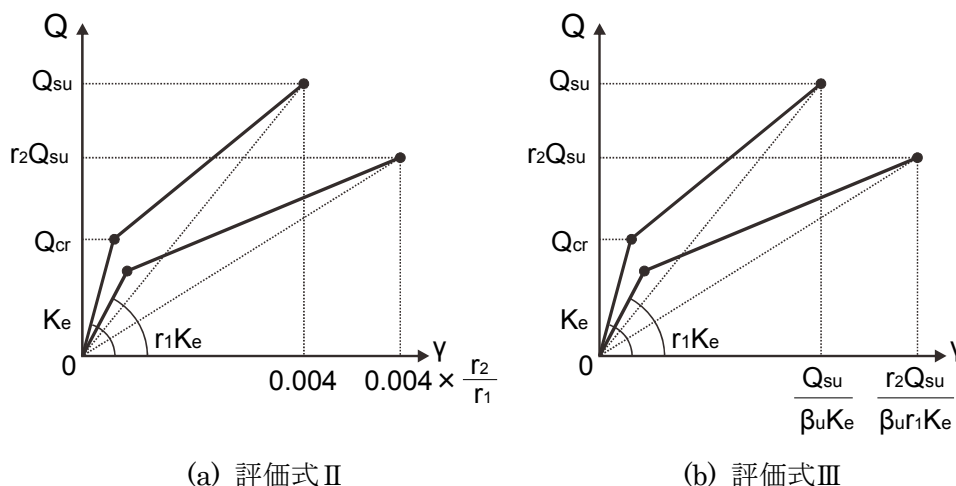 Q
Qsu
r2Qsu
Qcr
Ke
r1Ke
0
γ
0.004
0.004 × r2/r1
(a) 評価式Ⅱ
Q
Qsu
r2Qsu
Qcr
Ke
r1Ke
0
γ
Qsu/βuKe
r2Qsu/βur1Ke
(b) 評価式Ⅲ